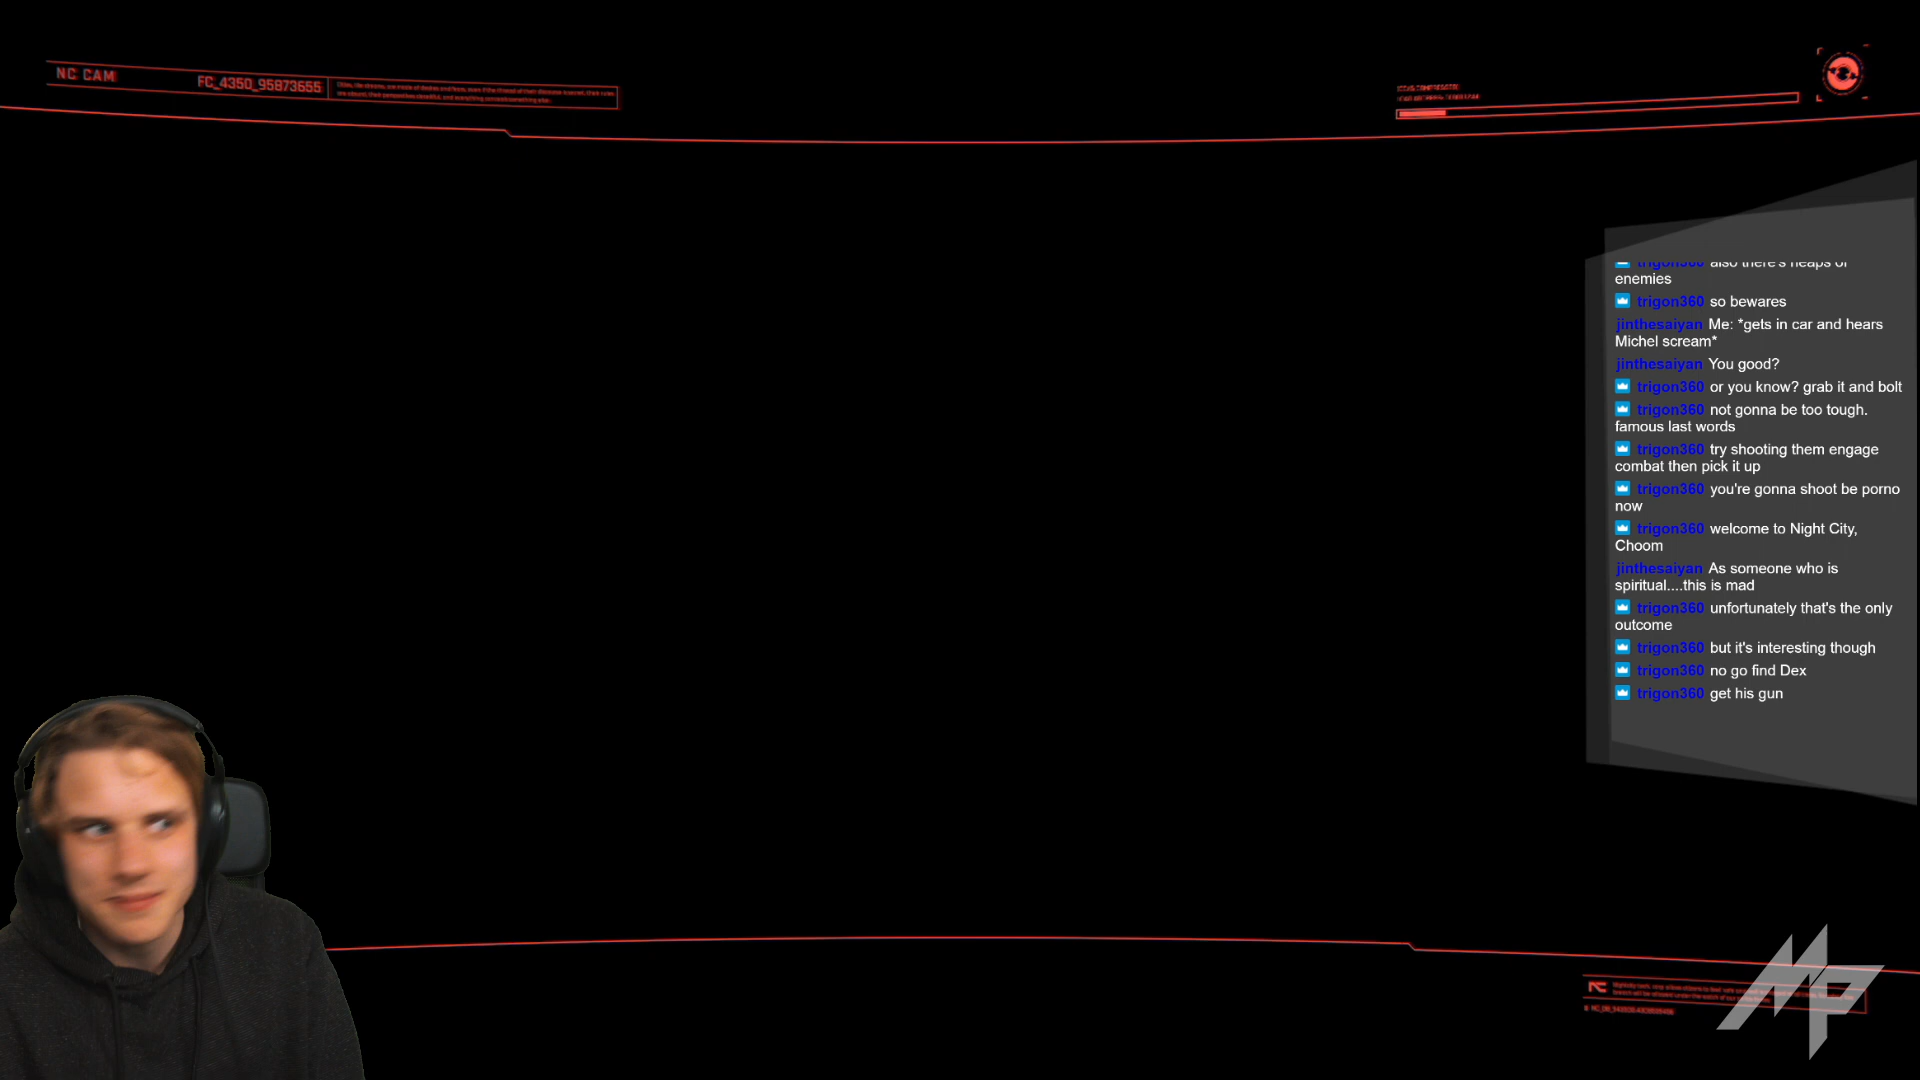 NC CAM
FC_4350_95873655
enemies
trigon360 so bewares
jinthesaiyan Me: *gets in car and hears
Michel scream*
jinthesaiyan You good?
trigon360 or you know? grab it and bolt
trigon360 not gonna be too tough.
famous last words
trigon360 try shooting them engage
combat then pick it up
trigon360 you're gonna shoot be porno
now
trigon360 welcome to Night City,
Choom
jinthesaiyan As someone who is
spiritual....this is mad
trigon360 unfortunately that's the only
outcome
trigon360 but it's interesting though
trigon360 no go find Dex
trigon360 get his gun
MP